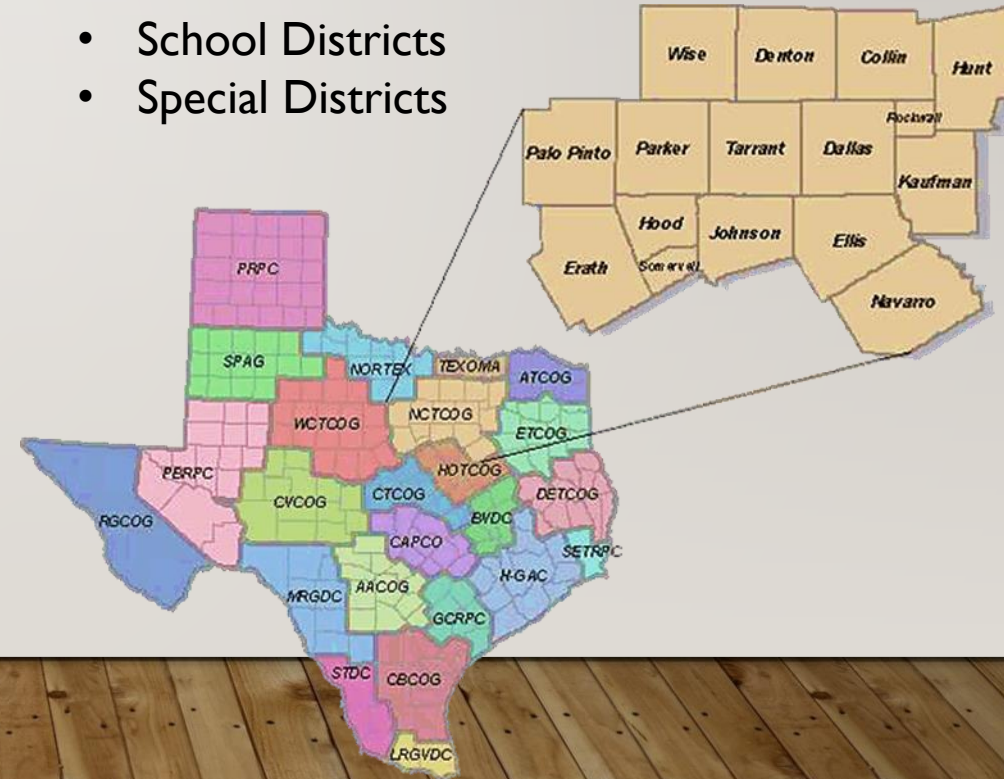 • School Districts
• Special Districts
Wise
Denton
Collin
Hunt
Rockwall
Palo Pinto
Parker
Tarrant
Dallas
Kaufman
Hood
Johnson
Ellis
Erath
Somervell
Navarro
PRPC
SPAG
NORTEX
TEXOMA
ATCOG
WCTCOG
NCTCOG
ETCOG
PBRPC
HOTCOG
CVCOG
CTCOG
DETCOG
RGCOG
BVDC
CAPCO
SETRPC
H-GAC
MRGDC
AACOG
GCRPC
STDC
CBCOG
LRGVDC